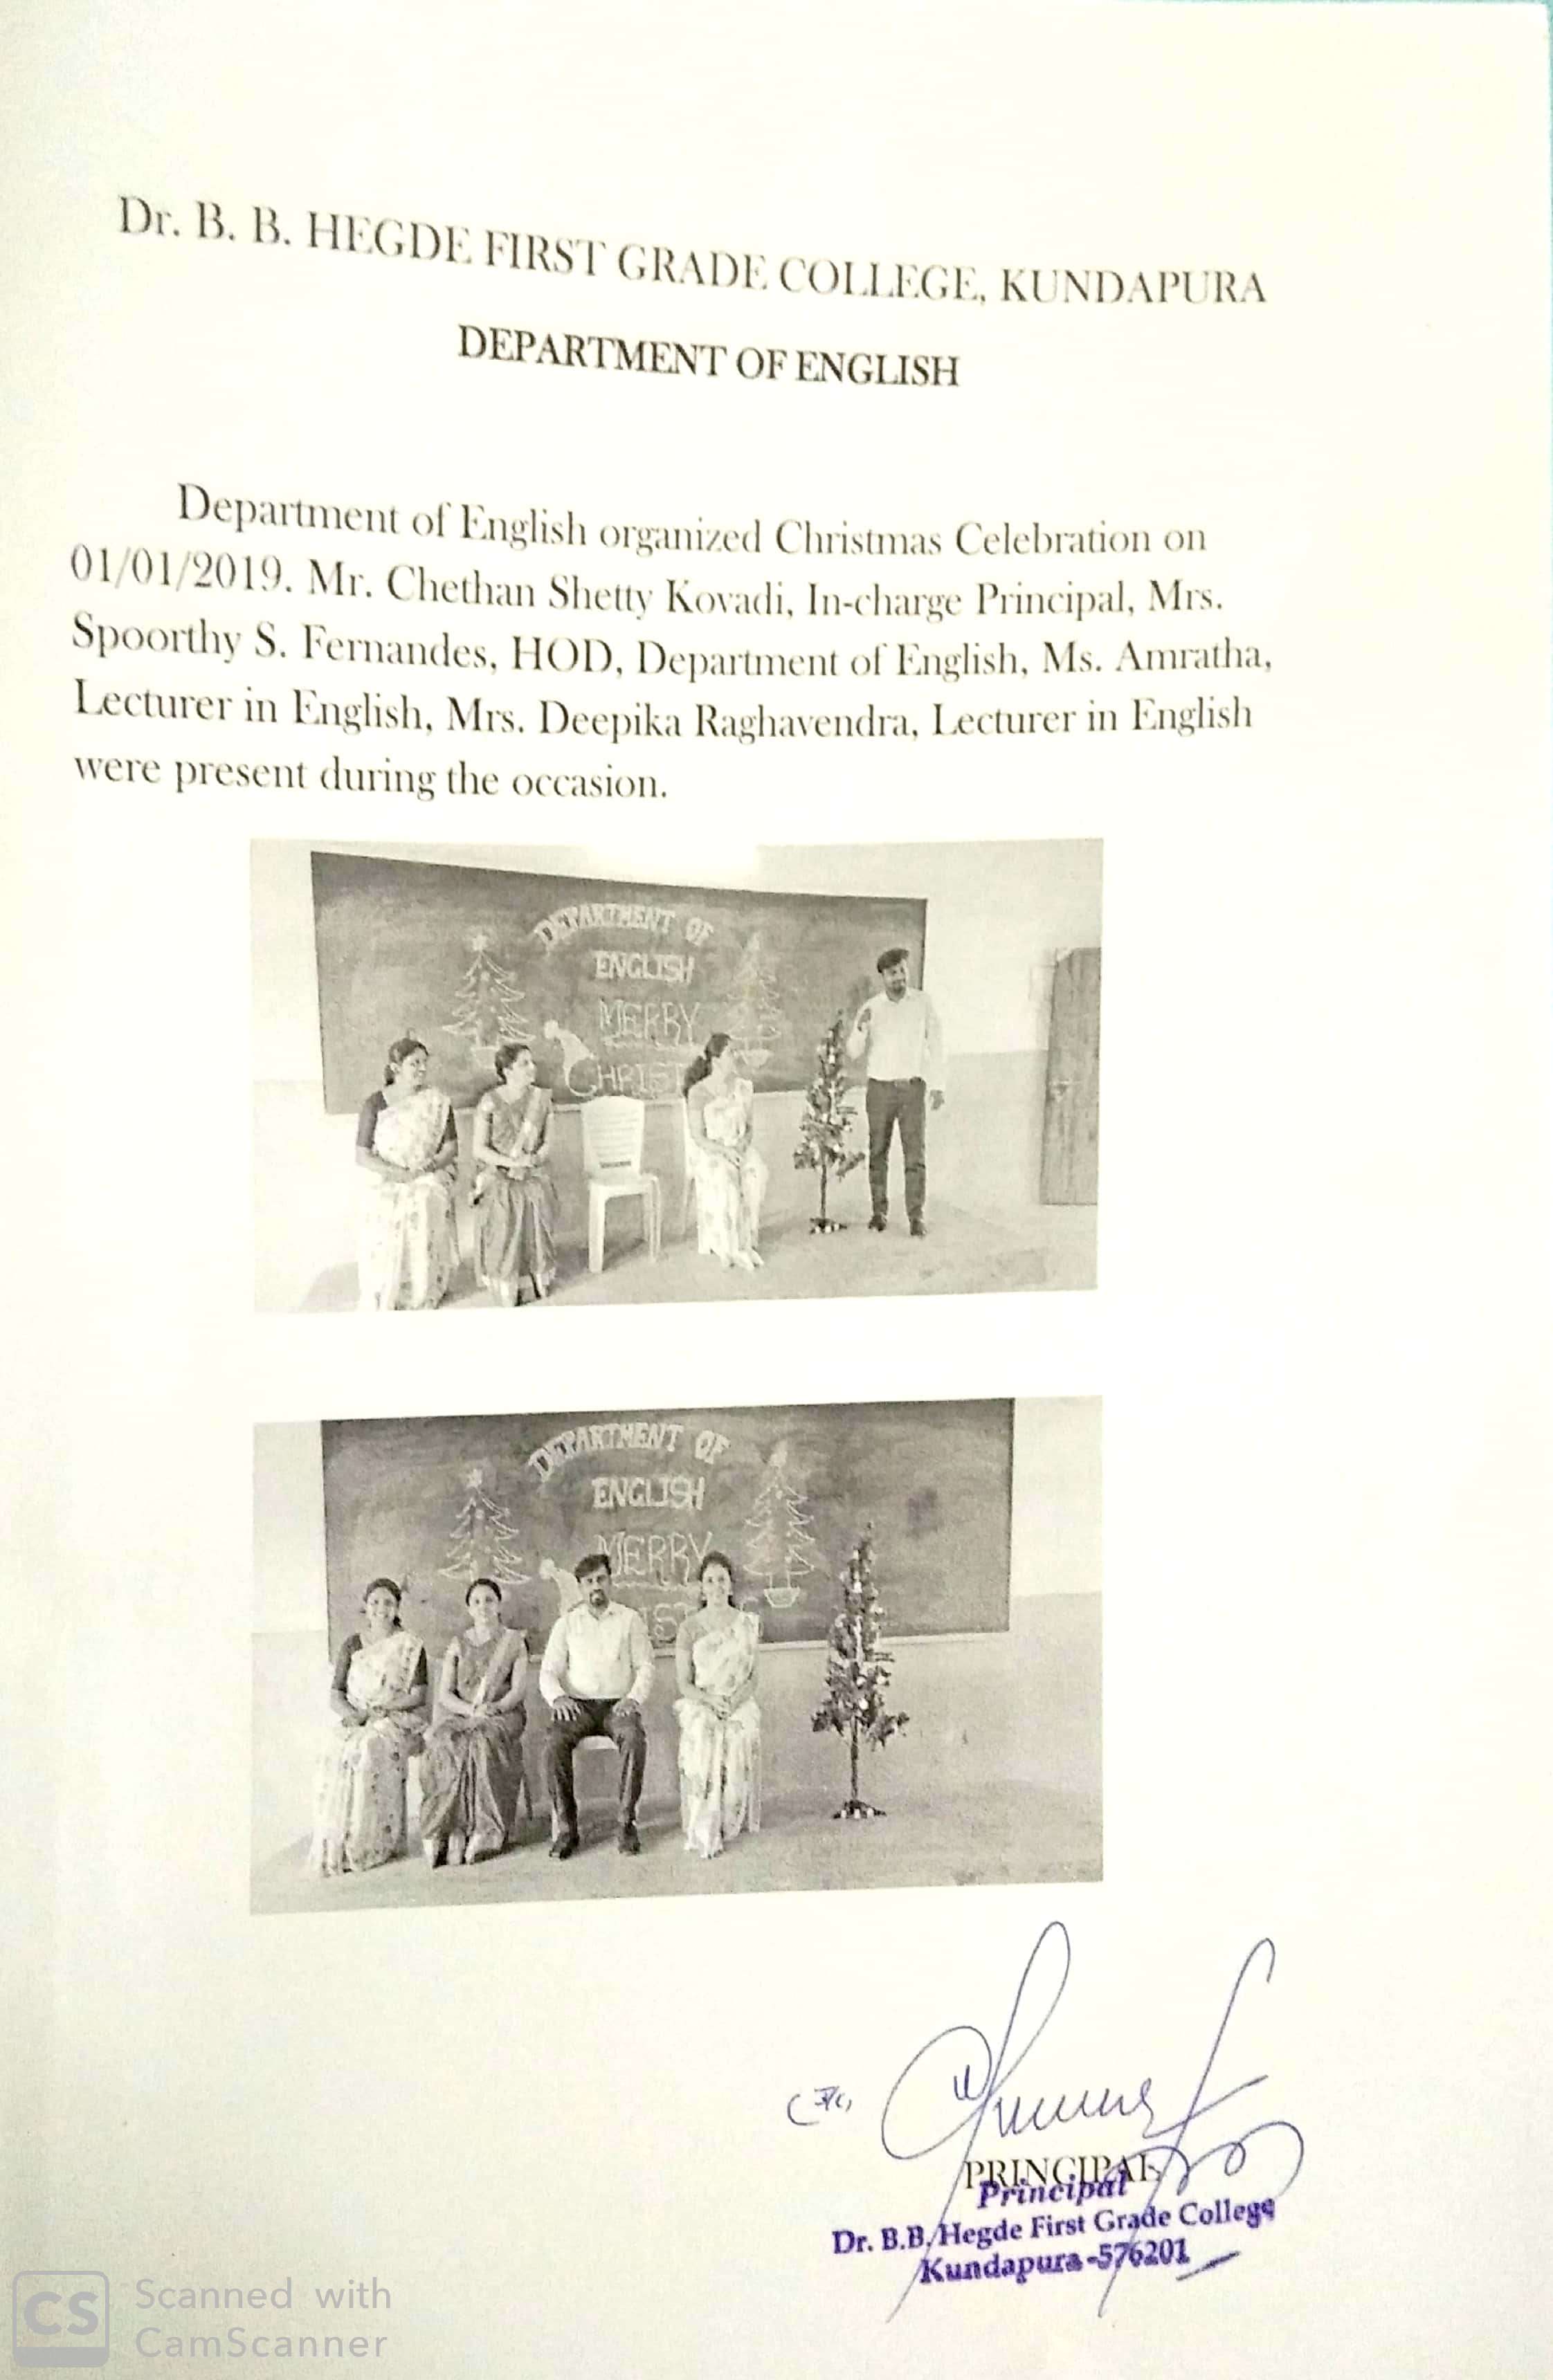 Dr. B. B. HEGDE FIRST GRADE COLLEGE, KUNDAPURA
DEPARTMENT OF ENGLISH
Department of English organized Christmas Celebration on
01/01/2019. Mr. Chethan Shetty Kovadi, In-charge Principal, Mrs.
Spoorthy S. Fernandes, HOD, Department of English, Ms. Amratha,
Lecturer in English, Mrs. Deepika Raghavendra, Lecturer in English
were present during the occasion.
DEPARTMENT OF
ENGLISH
MERRY
CHRIST
DEPARTMENT OF
ENGLISH
MERRY
IST
PRINCIPAL
Principal
Dr. B.B. Hegde First Grade College
Kundapura-576201
CS
Scanned with
CamScanner